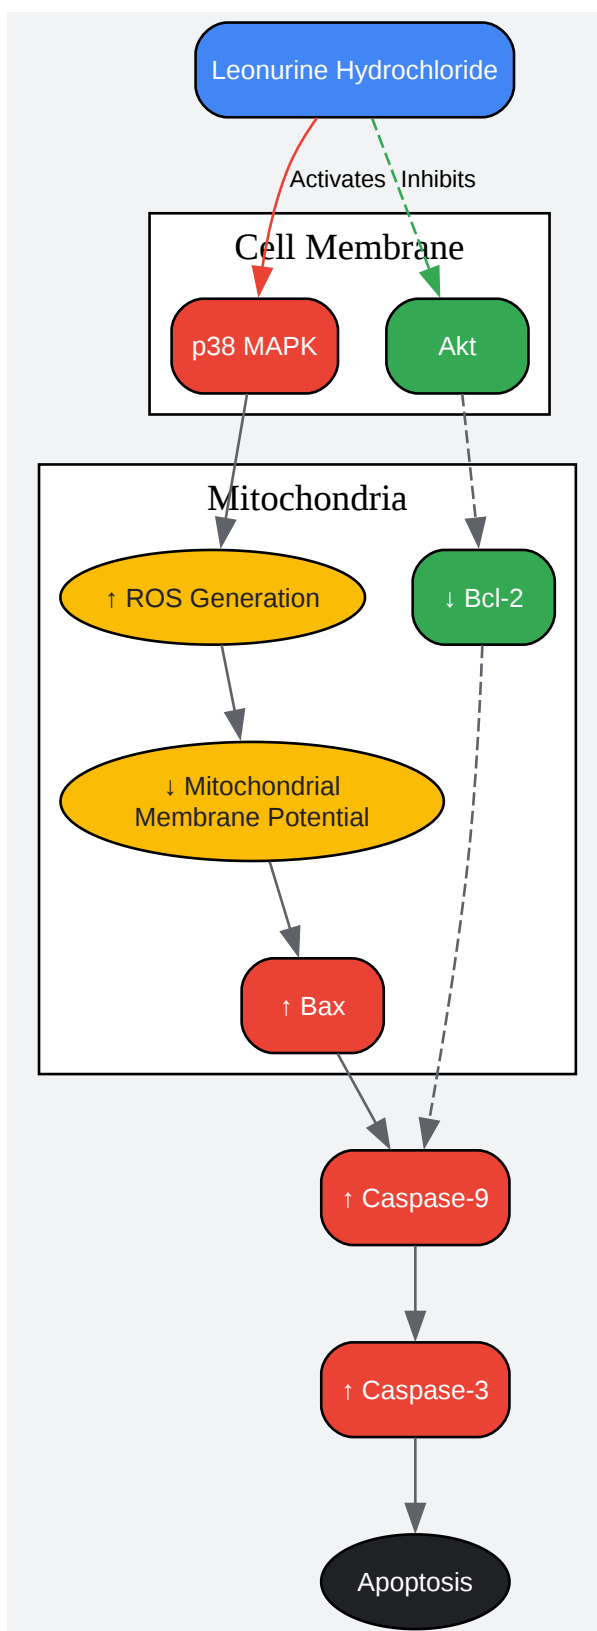 Leonurine Hydrochloride
Activates
Inhibits
Cell Membrane
p38 MAPK
Akt
Mitochondria
↑ ROS Generation
↓ Bcl-2
↓ Mitochondrial
Membrane Potential
↑ Bax
↑ Caspase-9
↑ Caspase-3
Apoptosis